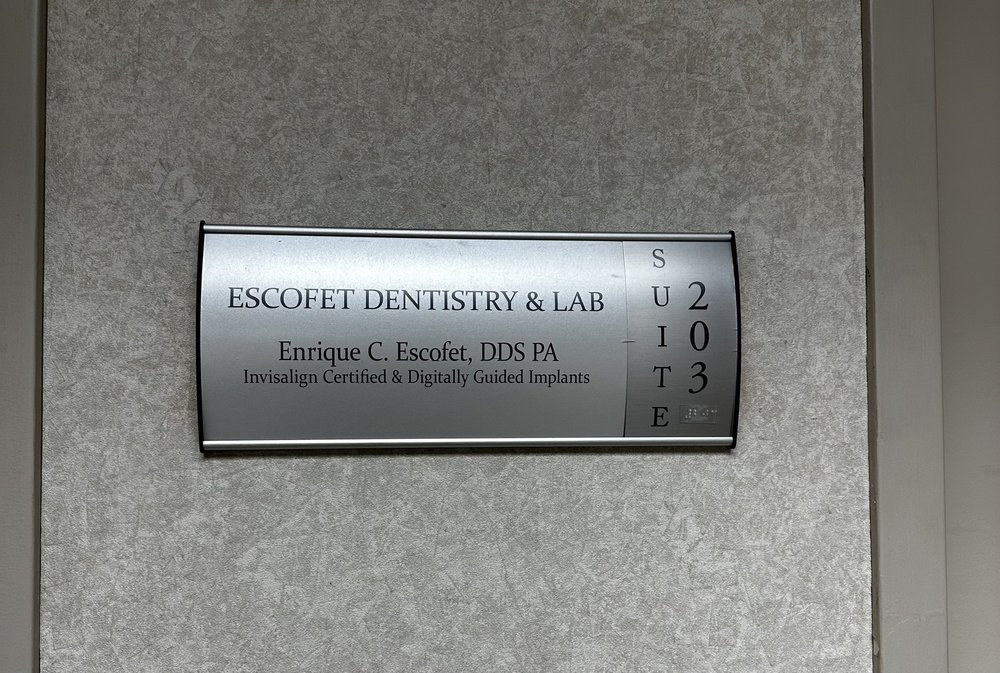 ESCOFET DENTISTRY & LAB
Enrique C. Escofet, DDS PA
Invisalign Certified & Digitally Guided Implants
SUITE
203